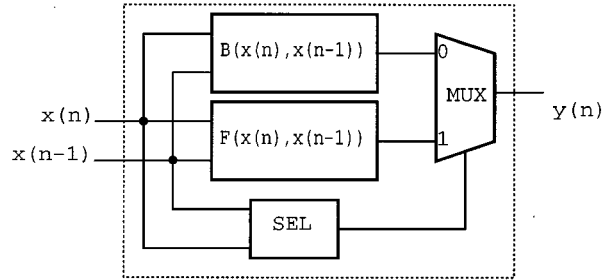 B(x(n),x(n-1))
0
MUX
x(n)
y(n)
F(x(n),x(n-1))
1
x(n-1)
SEL